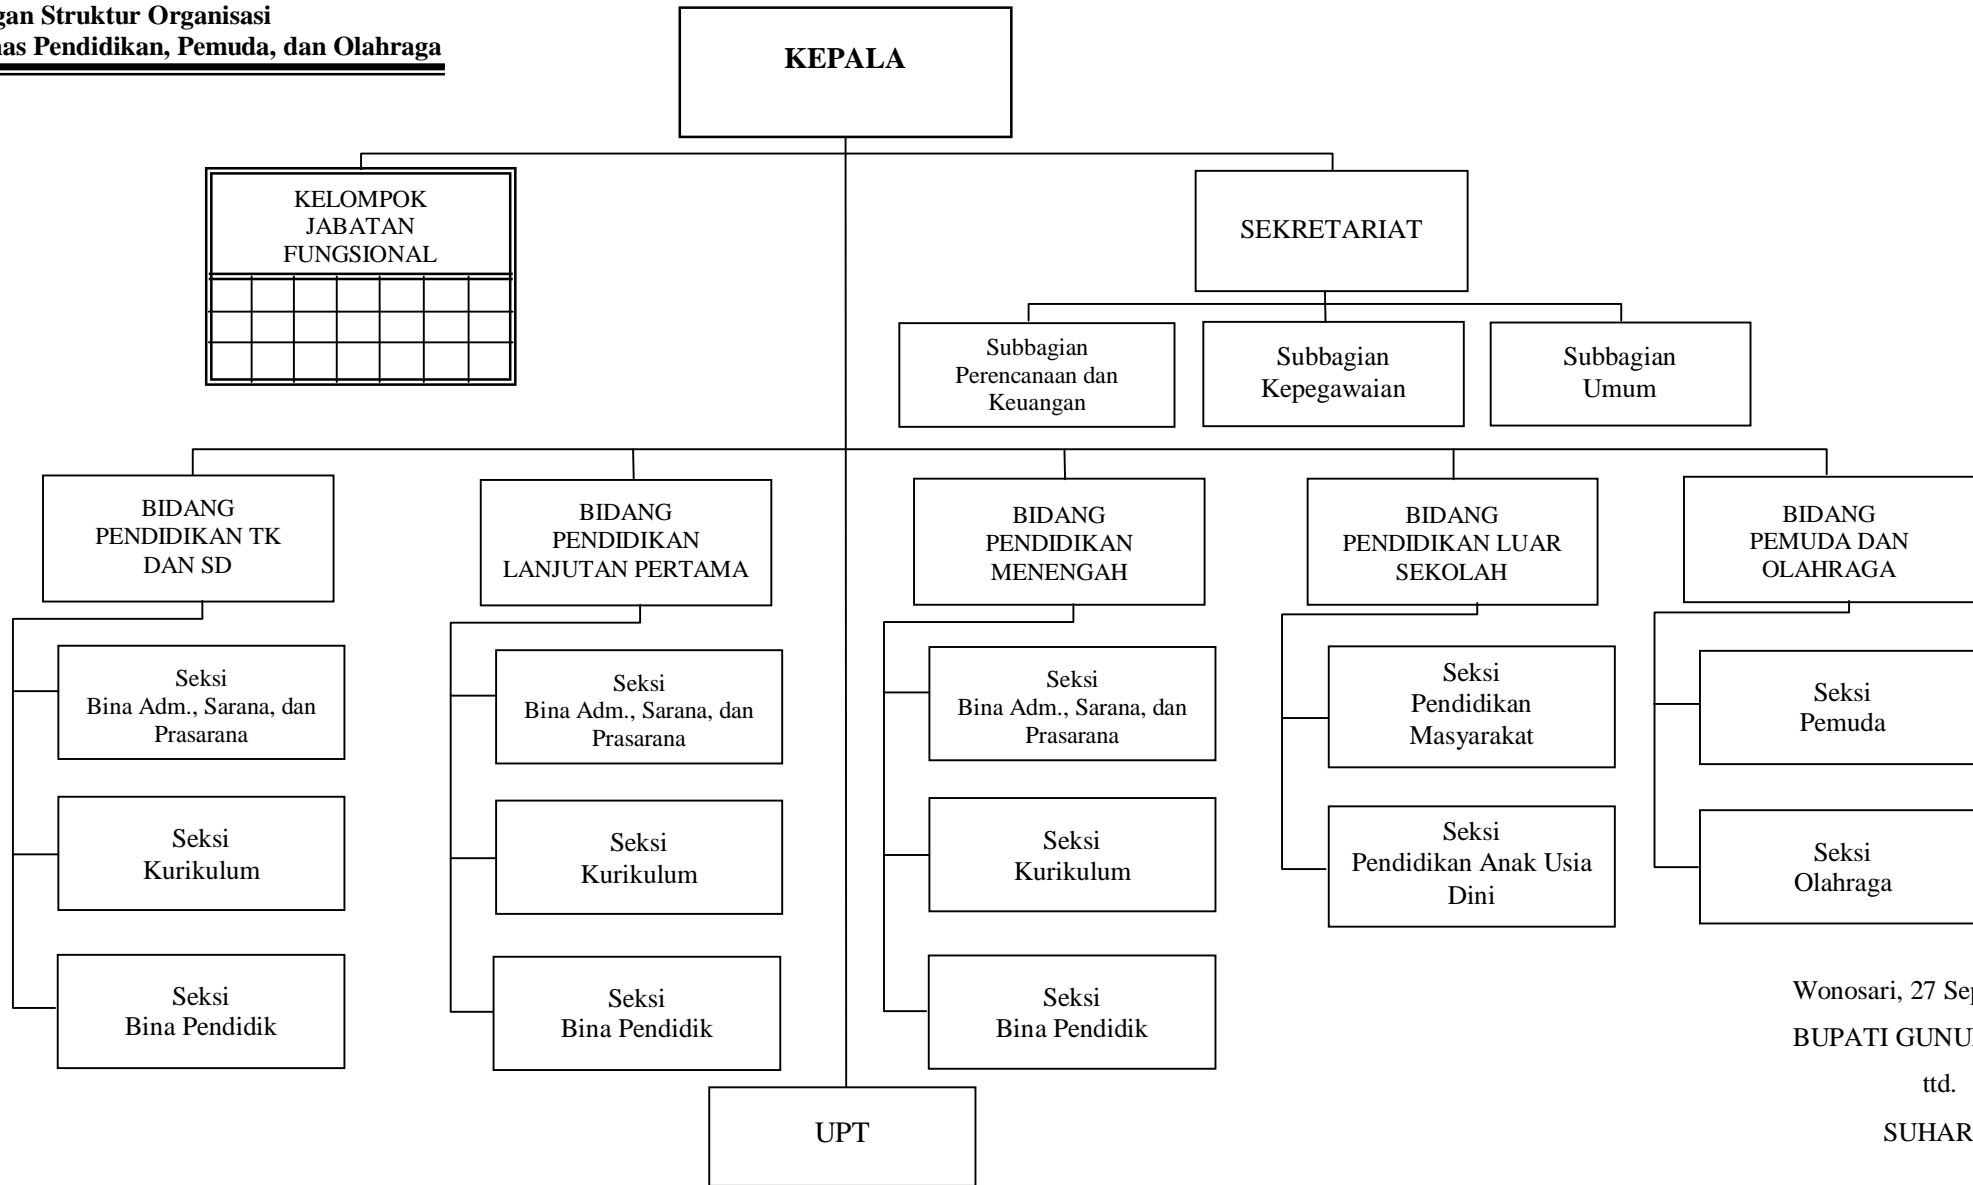 gan Struktur Organisasi
nas Pendidikan, Pemuda, dan Olahraga
KEPALA
KELOMPOK
JABATAN
FUNGSIONAL
SEKRETARIAT
Subbagian
Perencanaan dan
Keuangan
Subbagian
Kepegawaian
Subbagian
Umum
BIDANG
PENDIDIKAN TK
DAN SD
BIDANG
PENDIDIKAN
LANJUTAN PERTAMA
BIDANG
PENDIDIKAN
MENENGAH
BIDANG
PENDIDIKAN LUAR
SEKOLAH
BIDANG
PEMUDA DAN
OLAHRAGA
Seksi
Bina Adm., Sarana, dan
Prasarana
Seksi
Kurikulum
Seksi
Bina Pendidik
Seksi
Bina Adm., Sarana, dan
Prasarana
Seksi
Kurikulum
Seksi
Bina Pendidik
Seksi
Bina Adm., Sarana, dan
Prasarana
Seksi
Kurikulum
Seksi
Bina Pendidik
Seksi
Pendidikan
Masyarakat
Seksi
Pendidikan Anak Usia
Dini
Seksi
Pemuda
Seksi
Olahraga
UPT
Wonosari, 27 Sep
BUPATI GUNU
ttd.
SUHAR